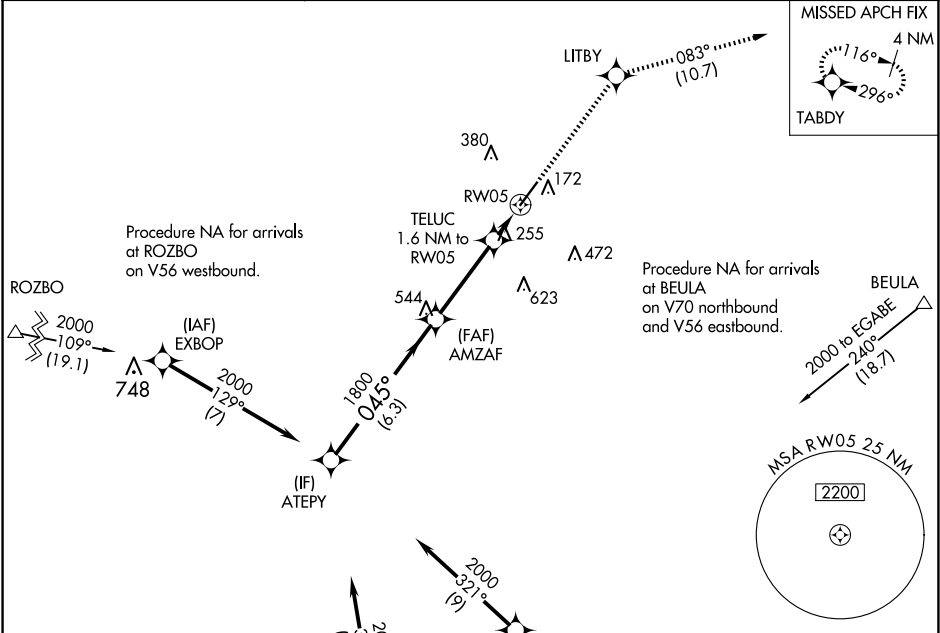 MISSED APCH FIX
4 NM
116°
296°
TABDY
LITBY
083°
(10.7)
380
172
RW05
TELUC
1.6 NM to
RW05
255
472
623
544
(FAF)
AMZAF
Procedure NA for arrivals
at ROZBO
on V56 westbound.
Procedure NA for arrivals
at BEULA
on V70 northbound
and V56 eastbound.
BEULA
2000 to EGABE
240°
(18.7)
ROZBO
2000
109°
(19.1)
(IAF)
EXBOP
748
2000
129°
(7)
1800
045°
(6.3)
(IF)
ATEPY
MSA RW05 25 NM
2200
2000
321°
(9)